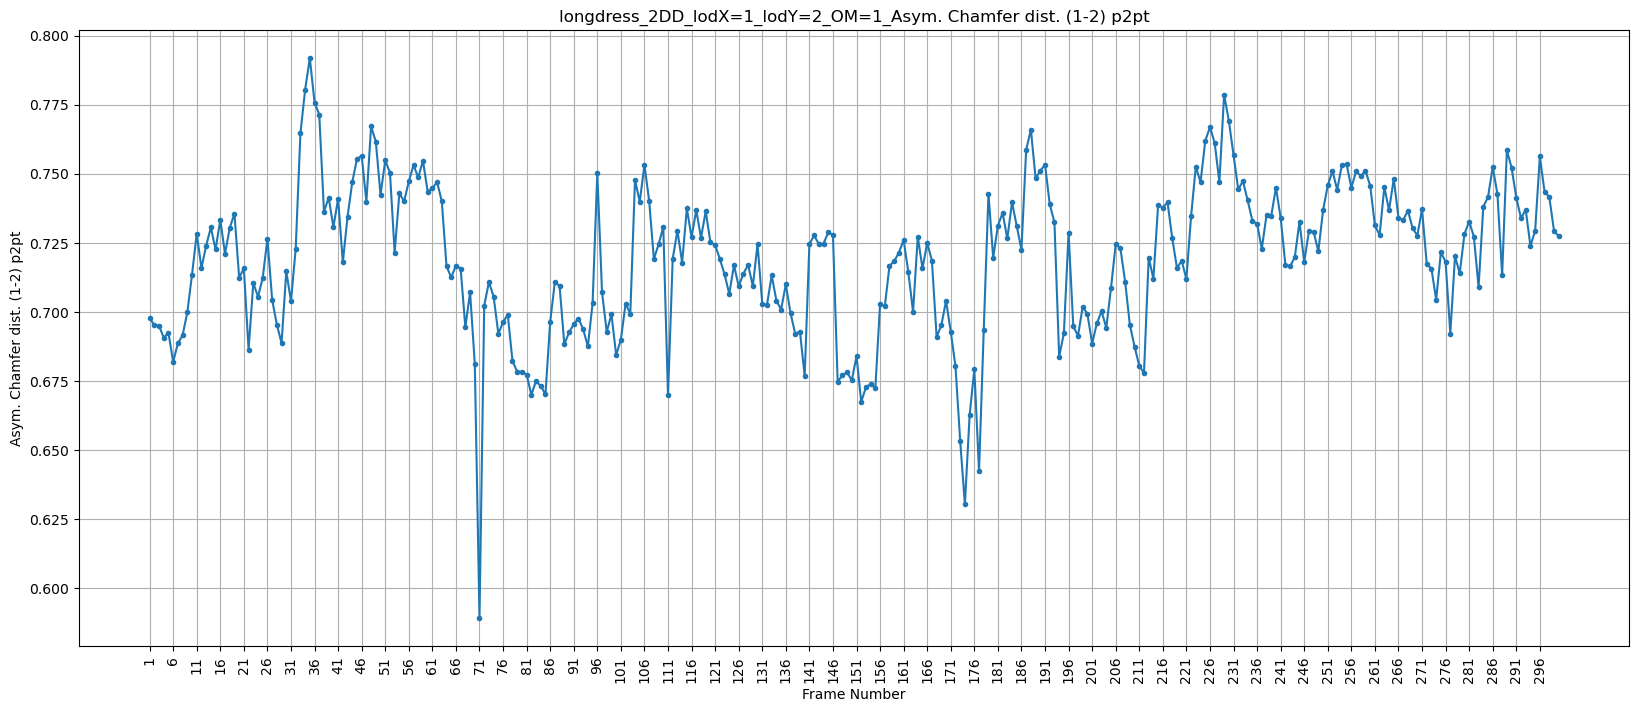 longdress_2DD_lodX=1_lodY=2_OM=1_Asym. Chamfer dist. (1-2) p2pt
Asym. Chamfer dist. (1-2) p2pt
0.800
0.775
0.750
0.725
0.700
0.675
0.650
0.625
0.600
1 6 11 16 21 26 31 36 41 46 51 56 61 66 71 76 81 86 91 96 101 106 111 116 121 126 131 136 141 146 151 156 161 166 171 176 181 186 191 196 201 206 211 216 221 226 231 236 241 246 251 256 261 266 271 276 281 286 291 296
Frame Number